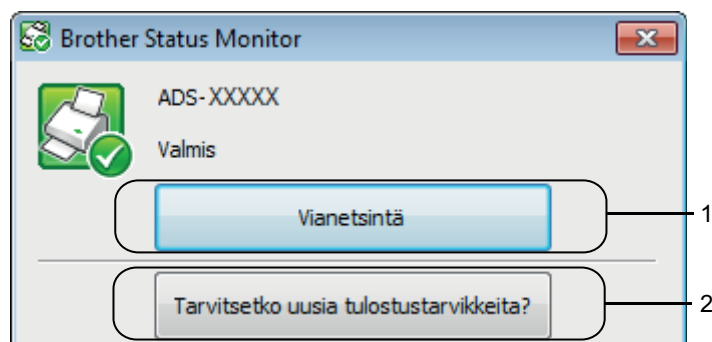 Brother Status Monitor
ADS-XXXXX
Valmis
Vianetsintä
1
Tarvitsetko uusia tulostustarvikkeita?
2